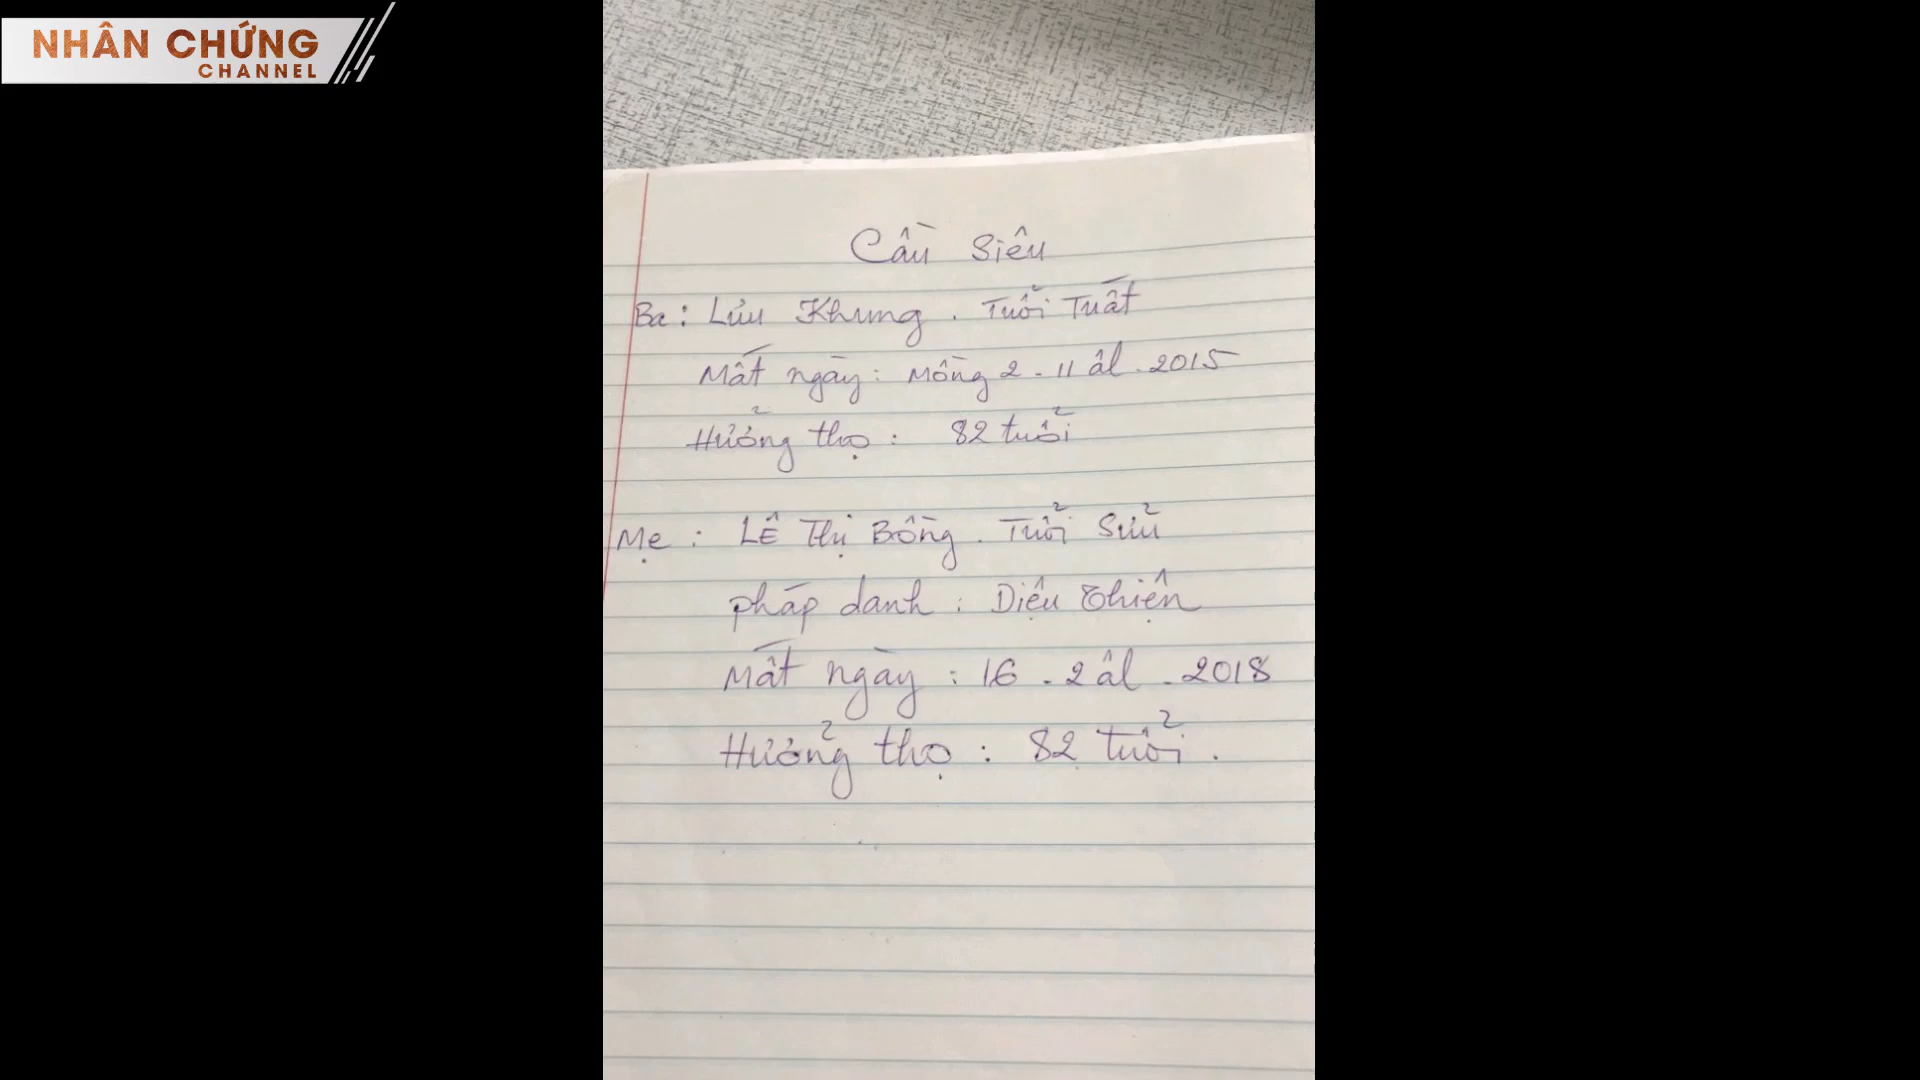 NHÂN CHỨNG
CHANNEL
Cầu Siêu
Ba: Lưu Khung. Tuổi Tuất
Mất ngày: Mồng 2 - 11 âl. 2015
Hưởng thọ: 82 tuổi
Mẹ: Lê Thị Bồng. Tuổi Sửu
pháp danh: Diệu Thiện
Mất ngày: 16 - 2 âl - 2018
Hưởng thọ: 82 tuổi.